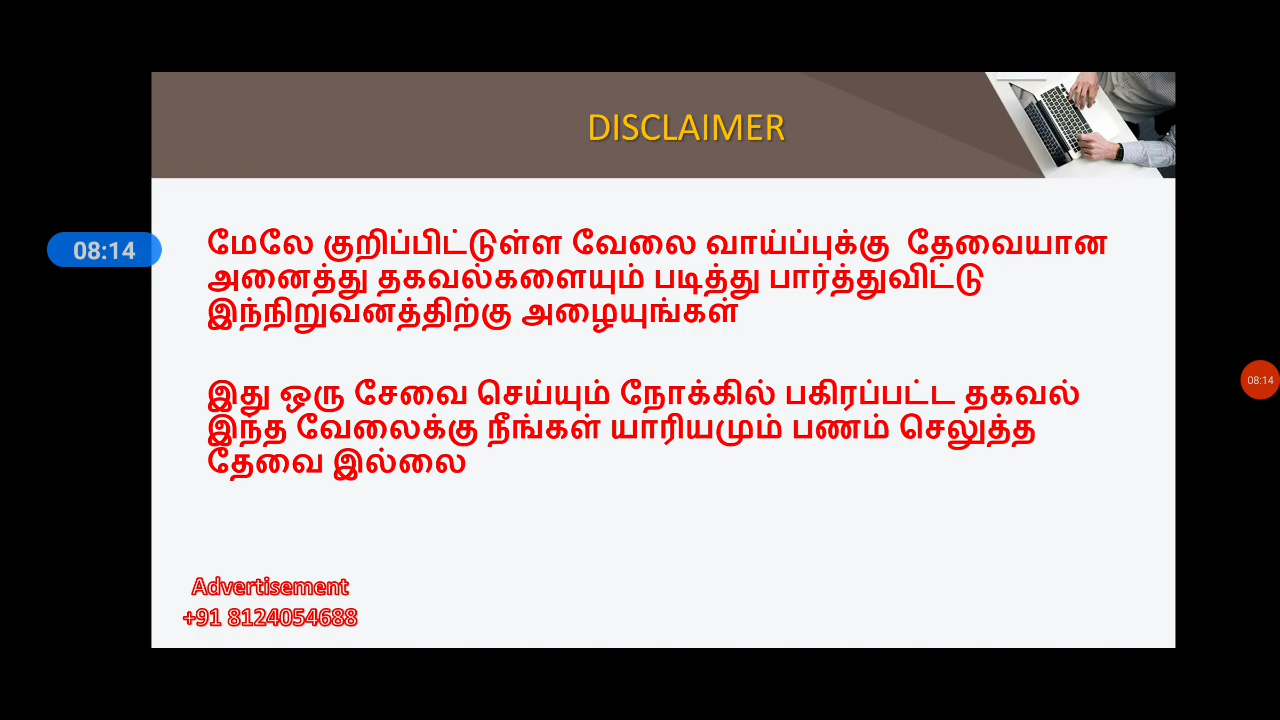 DISCLAIMER
மேலே குறிப்பிட்டுள்ள வேலை வாய்ப்புக்கு தேவையான
அனைத்து தகவல்களையும் படித்து பார்த்துவிட்டு
இந்நிறுவனத்திற்கு அழையுங்கள்
08:14
08:14
இது ஒரு சேவை செய்யும் நோக்கில் பகிரப்பட்ட தகவல்
இந்த வேலைக்கு நீங்கள் யாரியமும் பணம் செலுத்த
தேவை இல்லை
Advertisement
+91 8124054688